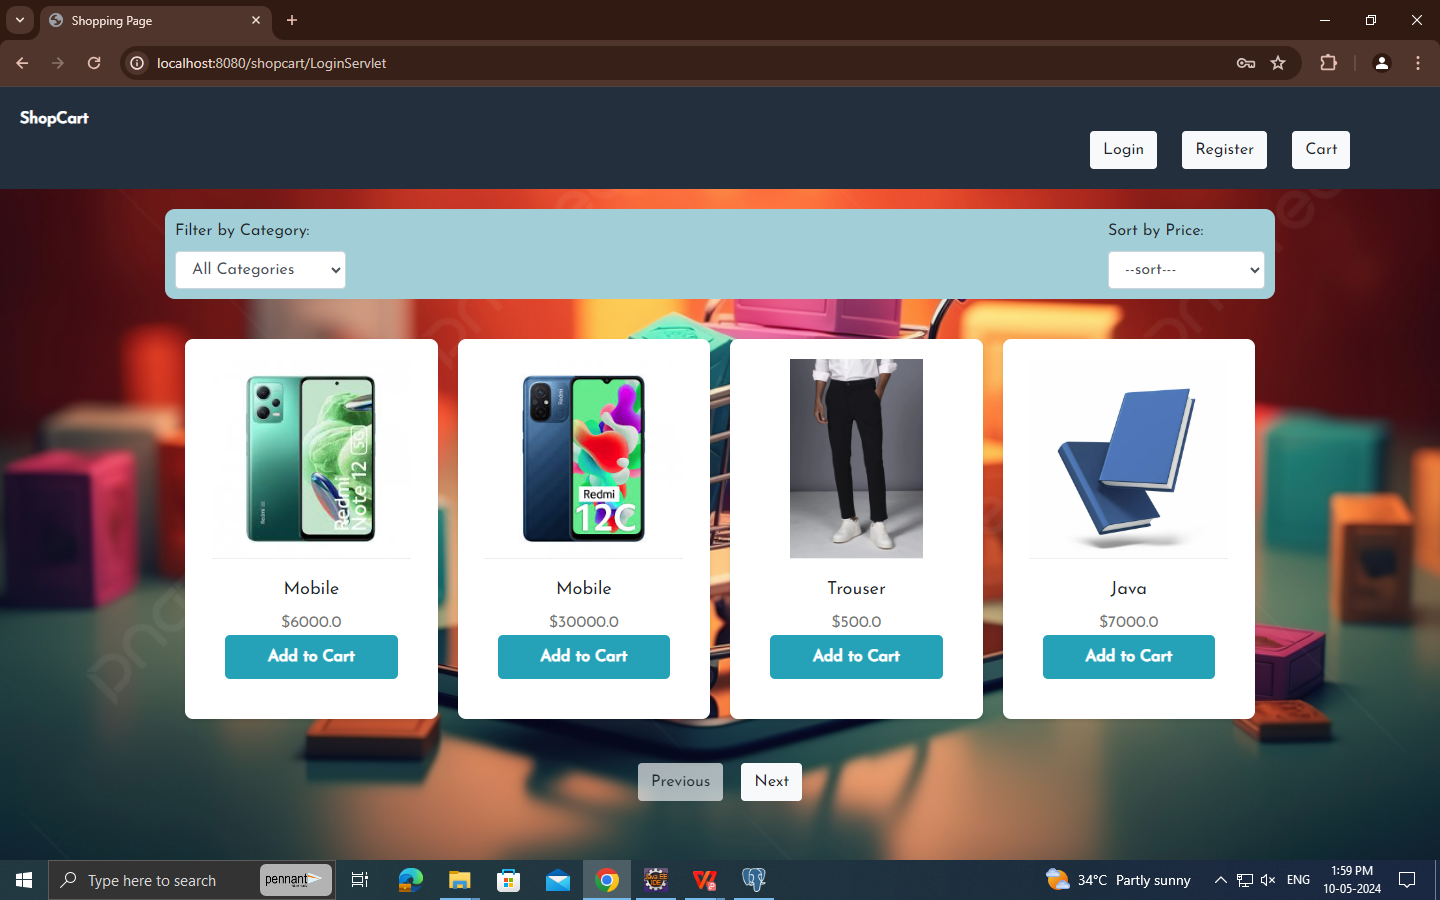 Shopping Page
localhost:8080/shopcart/LoginServlet
ShopCart
Login
Register
Cart
Filter by Category:
Sort by Price:
All Categories
--sort---
Redmi
Note 12 5G
Redmi
12C
Mobile
Mobile
Trouser
Java
$6000.0
$30000.0
$500.0
$7000.0
Add to Cart
Add to Cart
Add to Cart
Add to Cart
Previous
Next
Type here to search
pennant
34°C Partly sunny
ENG
1:59 PM
10-05-2024